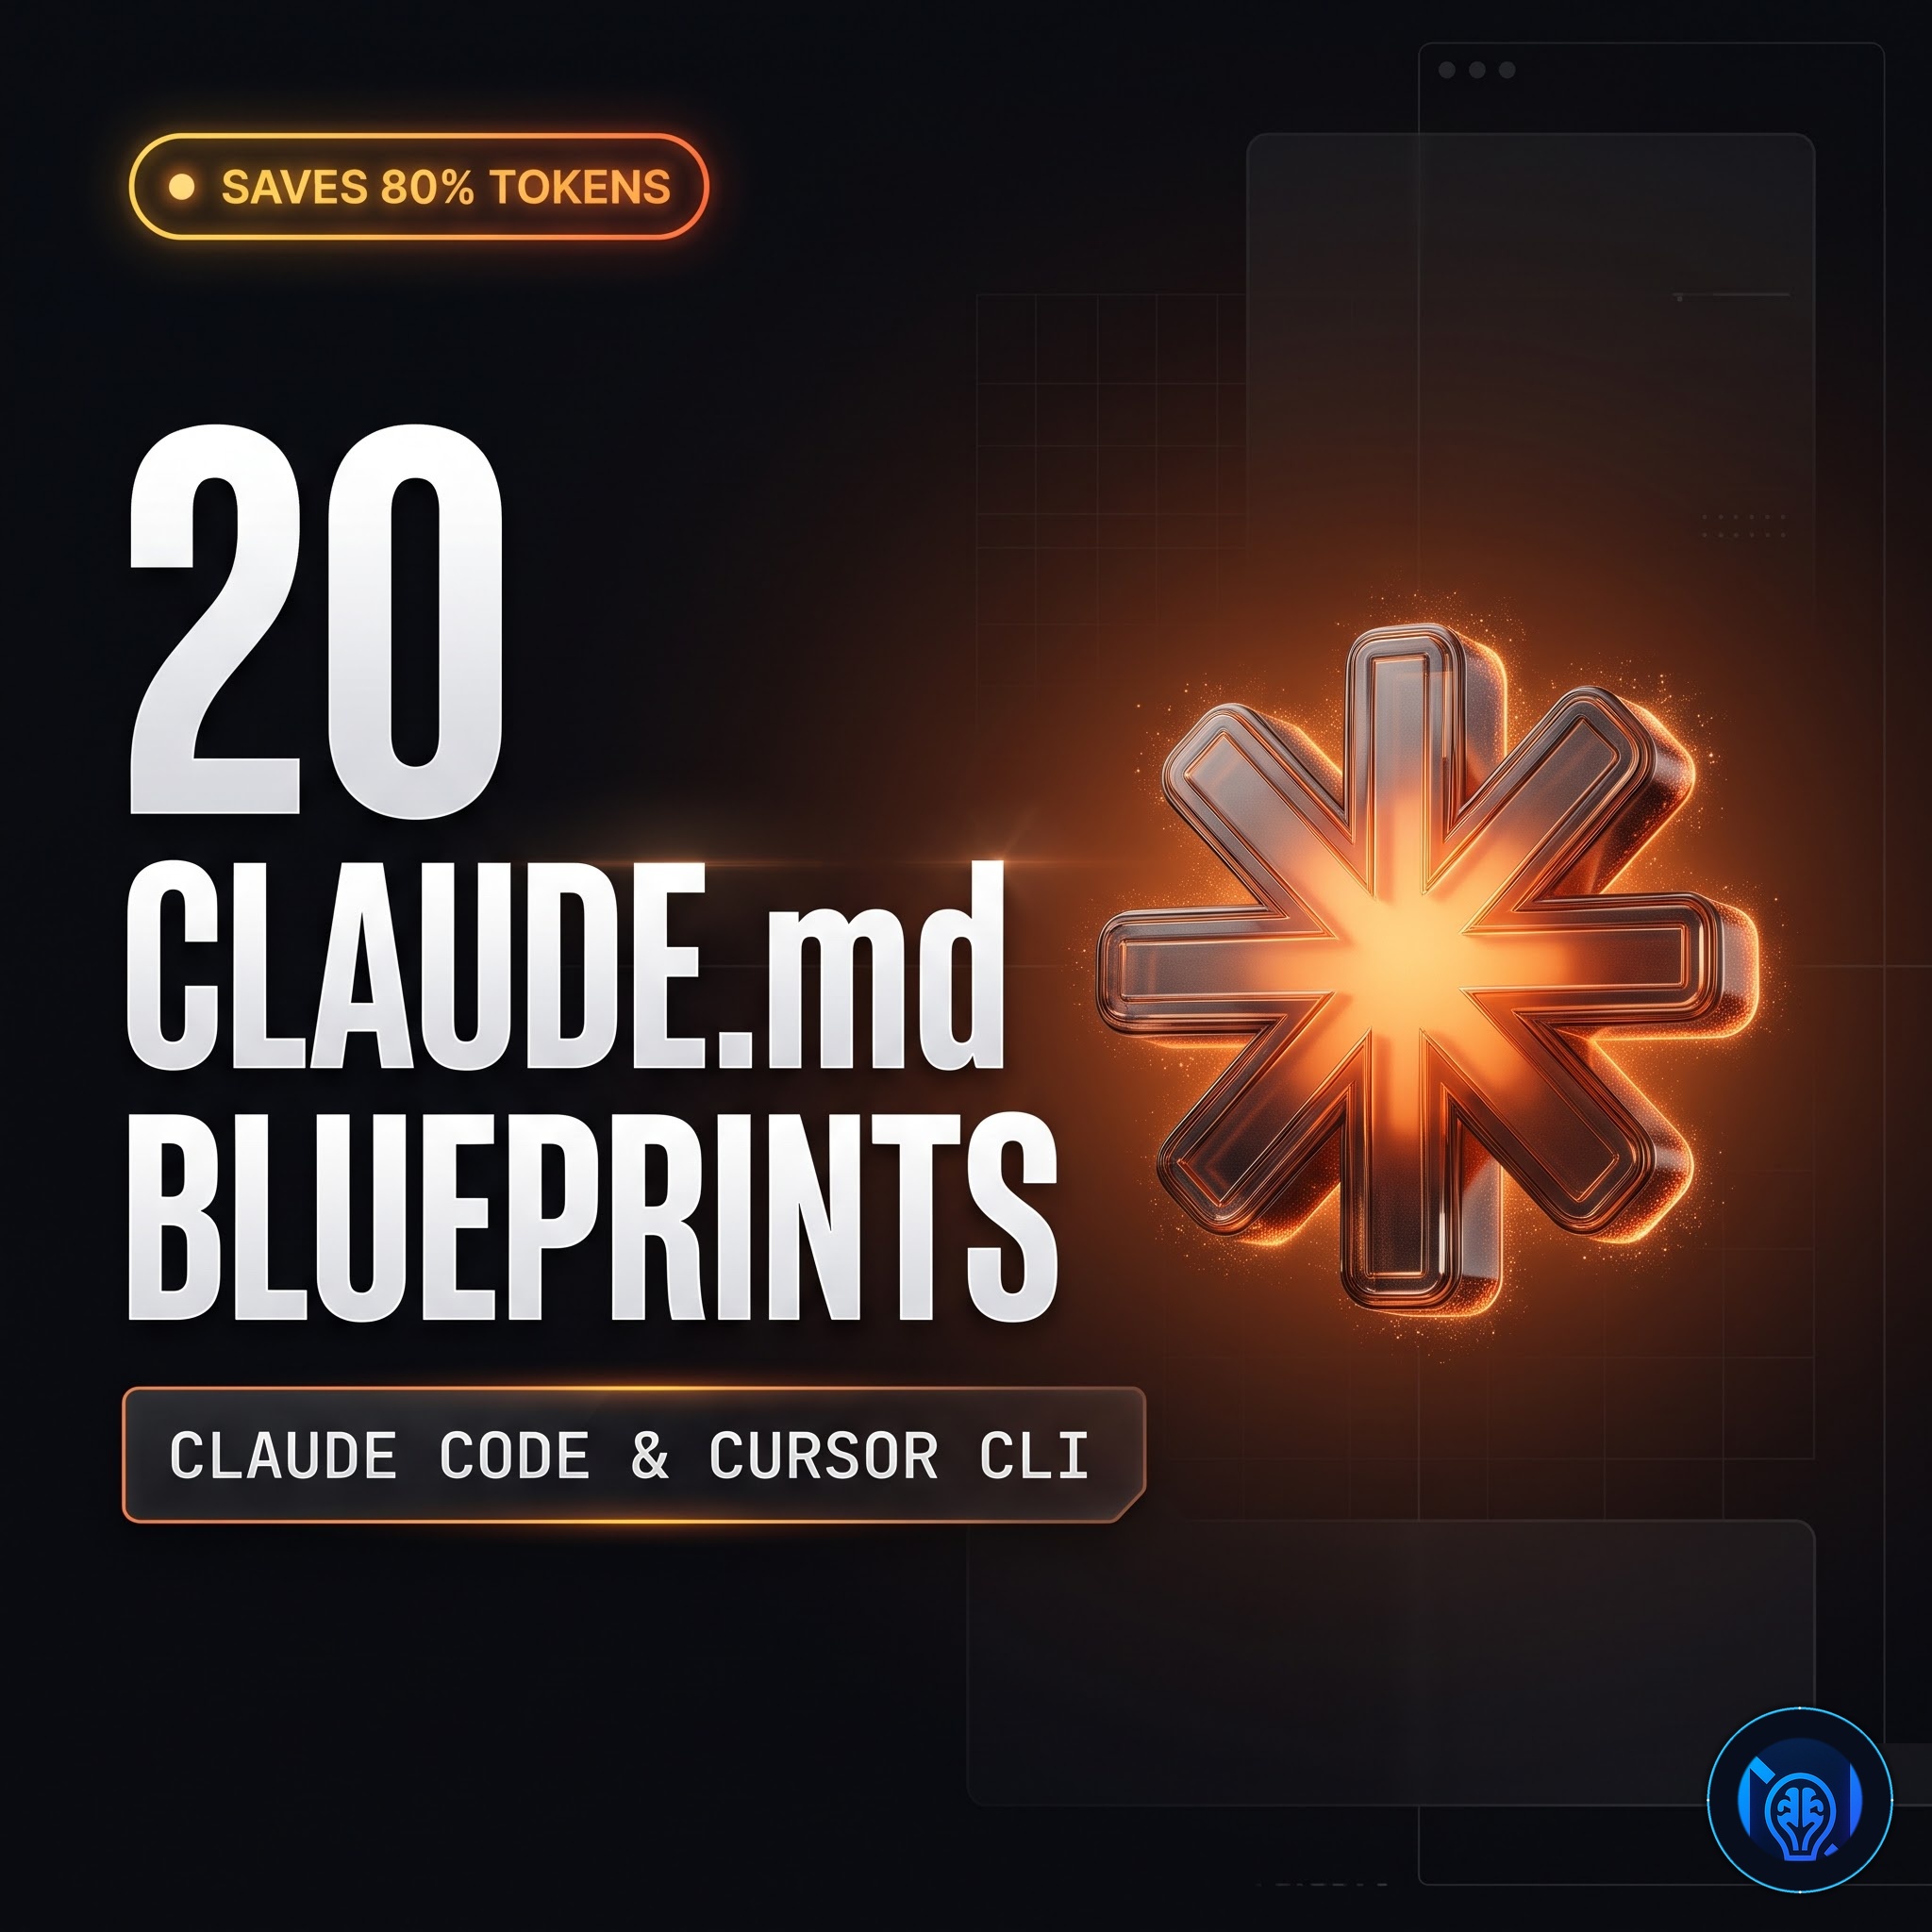 SAVES 80% TOKENS
20
CLAUDE.md
BLUEPRINTS
CLAUDE CODE & CURSOR CLI